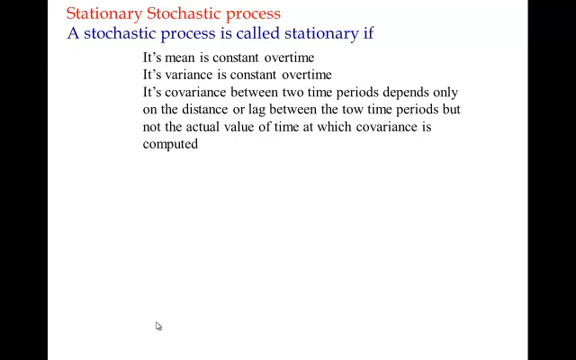 Stationary Stochastic process
A stochastic process is called stationary if
It's mean is constant overtime
It's variance is constant overtime
It's covariance between two time periods depends only
on the distance or lag between the tow time periods but
not the actual value of time at which covariance is
computed